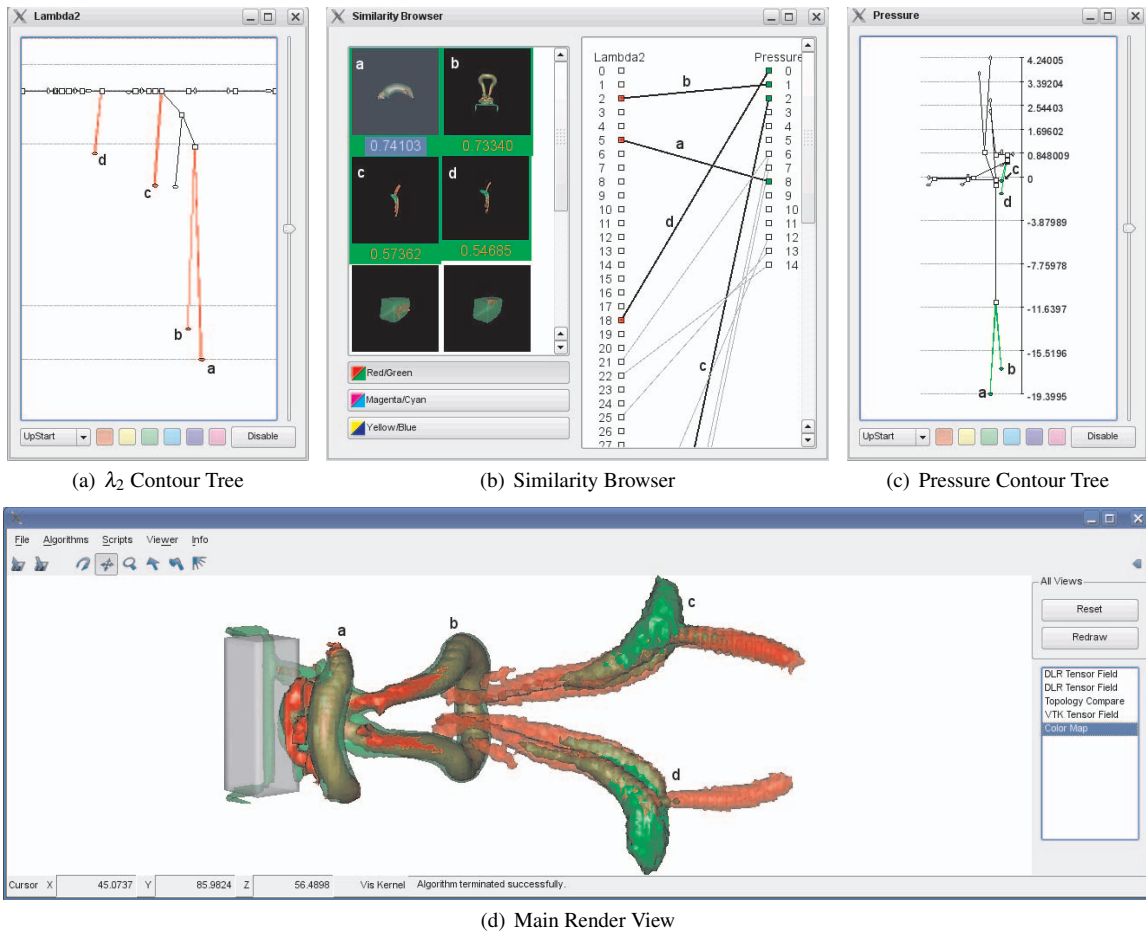 Lambda2
d
c
b
a
UpStart
Disable
(a) λ₂ Contour Tree
Similarity Browser
a
b
0.74103
0.73340
c
d
0.57362
0.54685
Red/Green
Magenta/Cyan
Yellow/Blue
Lambda2
Pressure
0
1
2
3
4
5
6
7
8
9
10
11
12
13
14
15
16
17
18
19
20
21
22
23
24
25
26
27
0
1
2
3
4
5
6
7
8
9
10
11
12
13
14
b
a
d
c
(b) Similarity Browser
Pressure
4.24005
3.39204
2.54403
1.69602
0.848009
0
-3.87989
-7.75978
-11.6397
-15.5196
-19.3995
c
d
b
a
UpStart
Disable
(c) Pressure Contour Tree
File Algorithms Scripts Viewer Info
a
b
c
d
All Views
Reset
Redraw
DLR Tensor Field
DLR Tensor Field
Topology Compare
VTK Tensor Field
Color Map
Cursor X 45.0737 Y 85.9824 Z 56.4898 Vis Kernel Algorithm terminated successfully.
(d) Main Render View